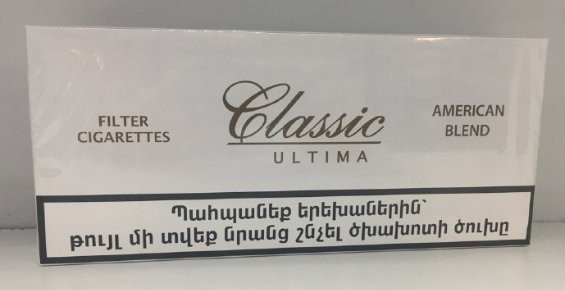 FILTER
CIGARETTES
Classic
ULTIMA
AMERICAN
BLEND
Պահպանեք երեխաներին՝
թույլ մի տվեք նրանց շնչել ծխախոտի ծուխը